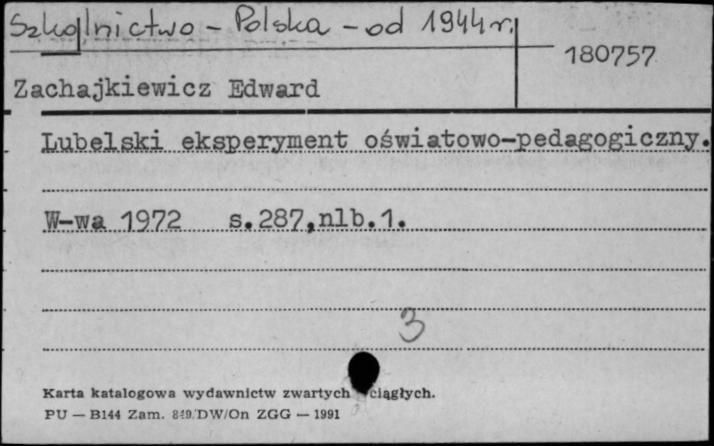 Szkolnictwo - Polska - od 1944 r.
180757
Zachajkiewicz Edward
Lubelski eksperyment oświatowo-pedagogiczny.
W-wa 1972 s.287,nlb.1.
3
Karta katalogowa wydawnictw zwartych ciągłych.
PU — B144 Zam. 849/DW/On ZGG — 1991